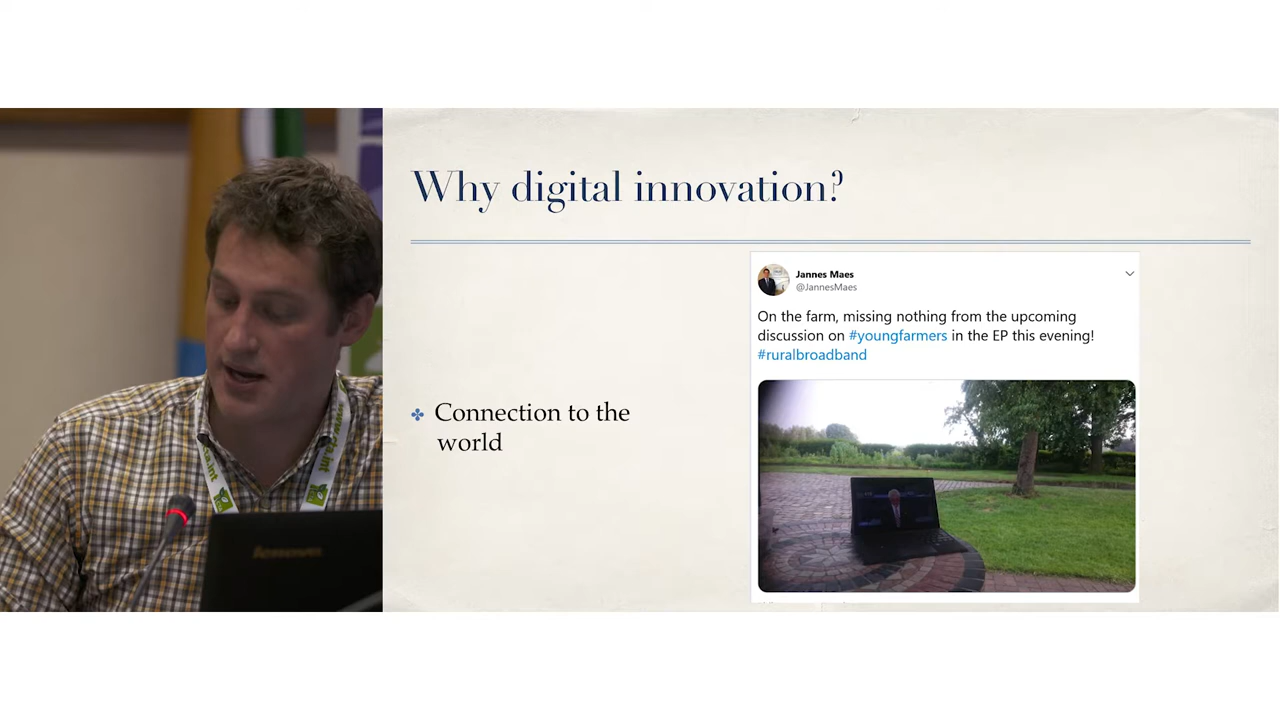 Why digital innovation?
Jannes Maes
@JannesMaes
On the farm, missing nothing from the upcoming
discussion on #youngfarmers in the EP this evening!
#ruralbroadband
Connection to the
world
lenovo